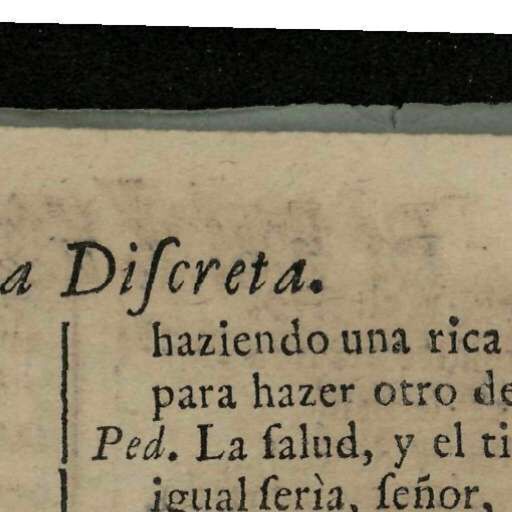 a Diſcreta.
haziendo una rica
para hazer otro de
Ped. La ſalud, y el ti
igual ſerìa, ſeñor,